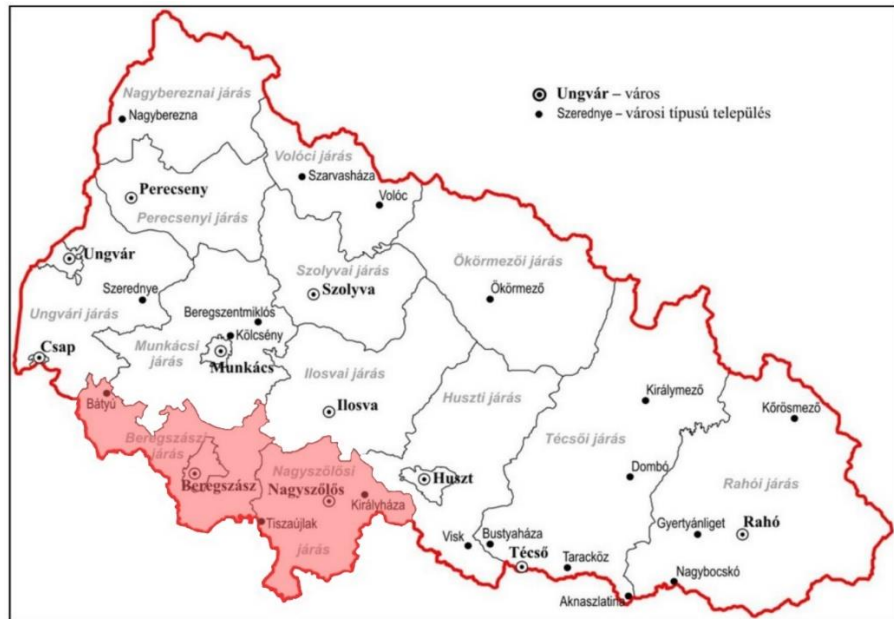 Nagybereznai járás
Nagyberezna
Ungvár – város
Szerednye – városi típusú település
Volóci járás
Szarvasháza
Volóc
Perecseny
Perecsenyi járás
Ungvár
Szolyvai járás
Szolyva
Ökörmezői járás
Ökörmező
Szerednye
Ungvári járás
Beregszentmiklós
Kölcsény
Munkácsi
járás
Munkács
Csap
Ilosvai járás
Ilosva
Huszti járás
Huszt
Királymező
Kőrösmező
Técsői járás
Bátyú
Beregszászi
járás
Beregszász
Nagyszőlősi
Nagyszőlős
Királyháza
Tiszaújlak
járás
Dombó
Rahói járás
Gyertyánliget
Rahó
Visk
Bustyaháza
Técső
Taracköz
Nagybocskó
Aknaszlatina